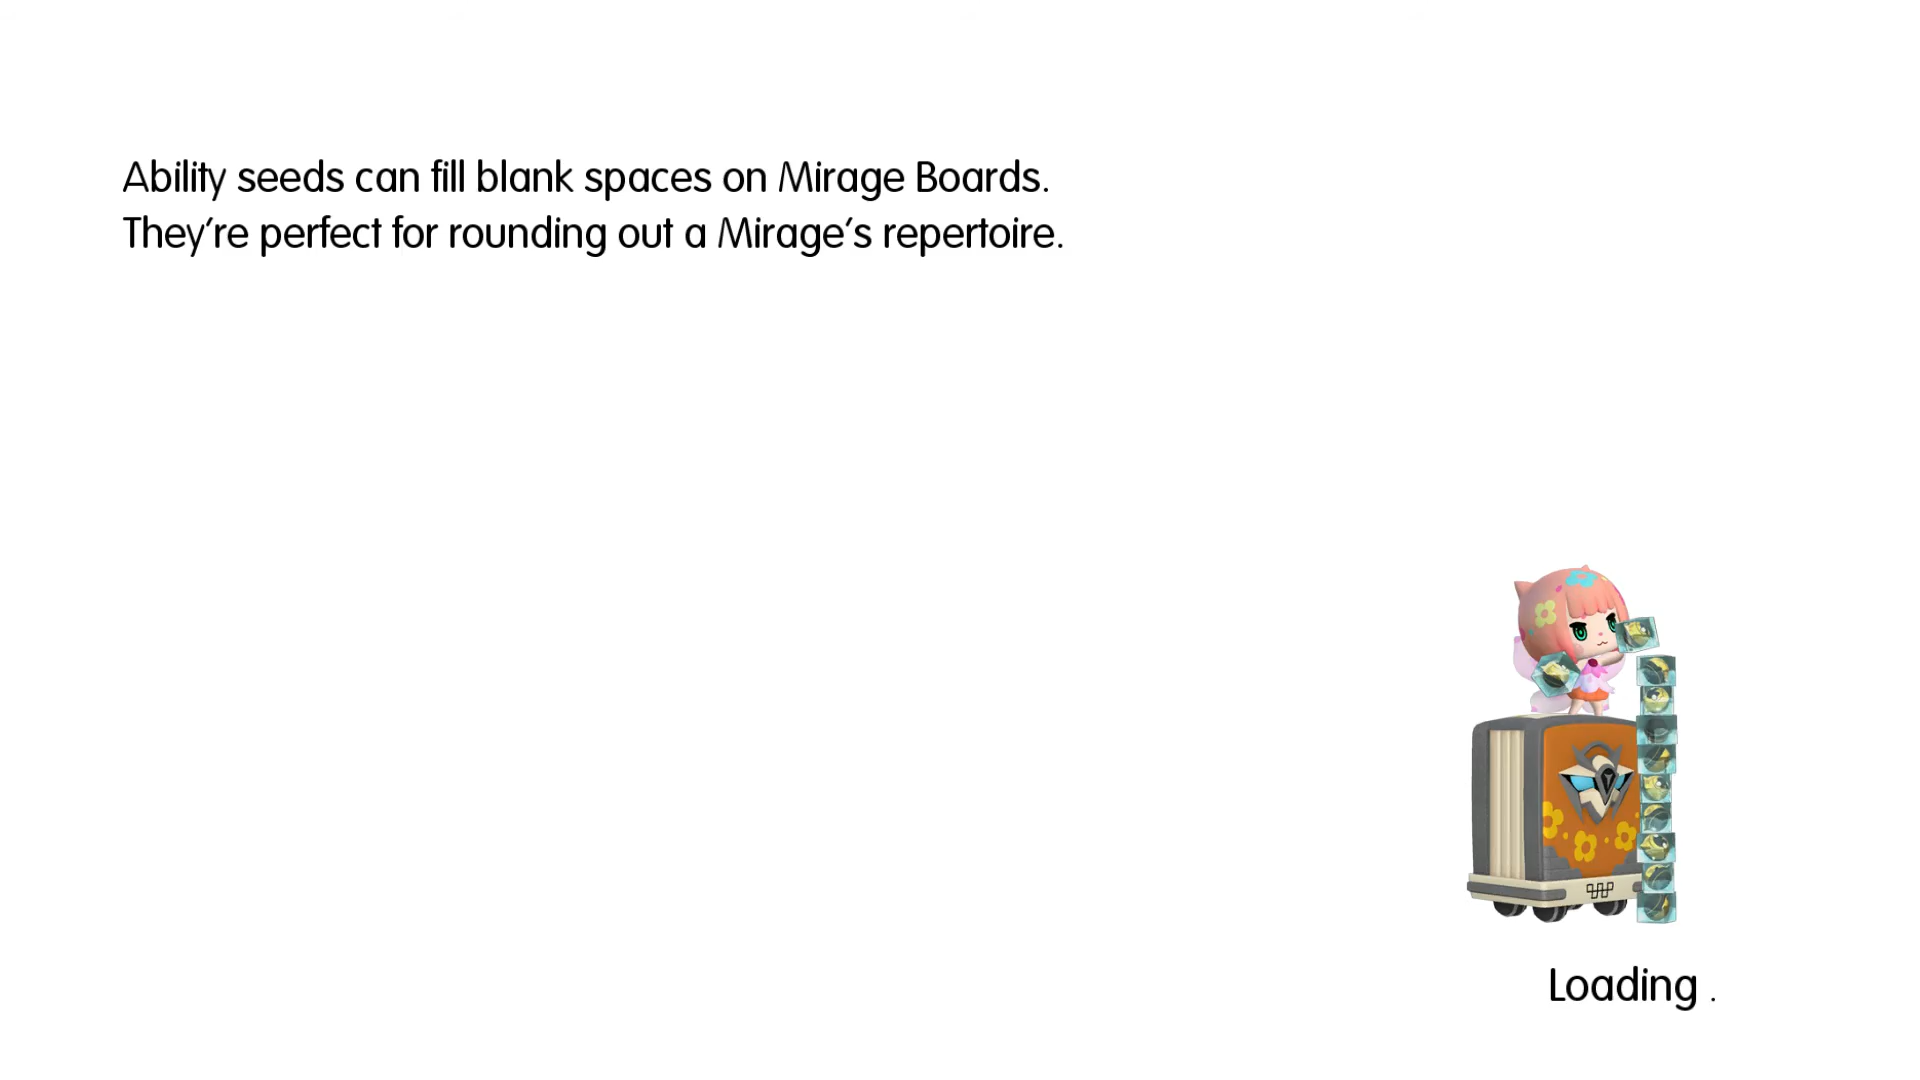 Ability seeds can fill blank spaces on Mirage Boards.
They're perfect for rounding out a Mirage's repertoire.
Loading .